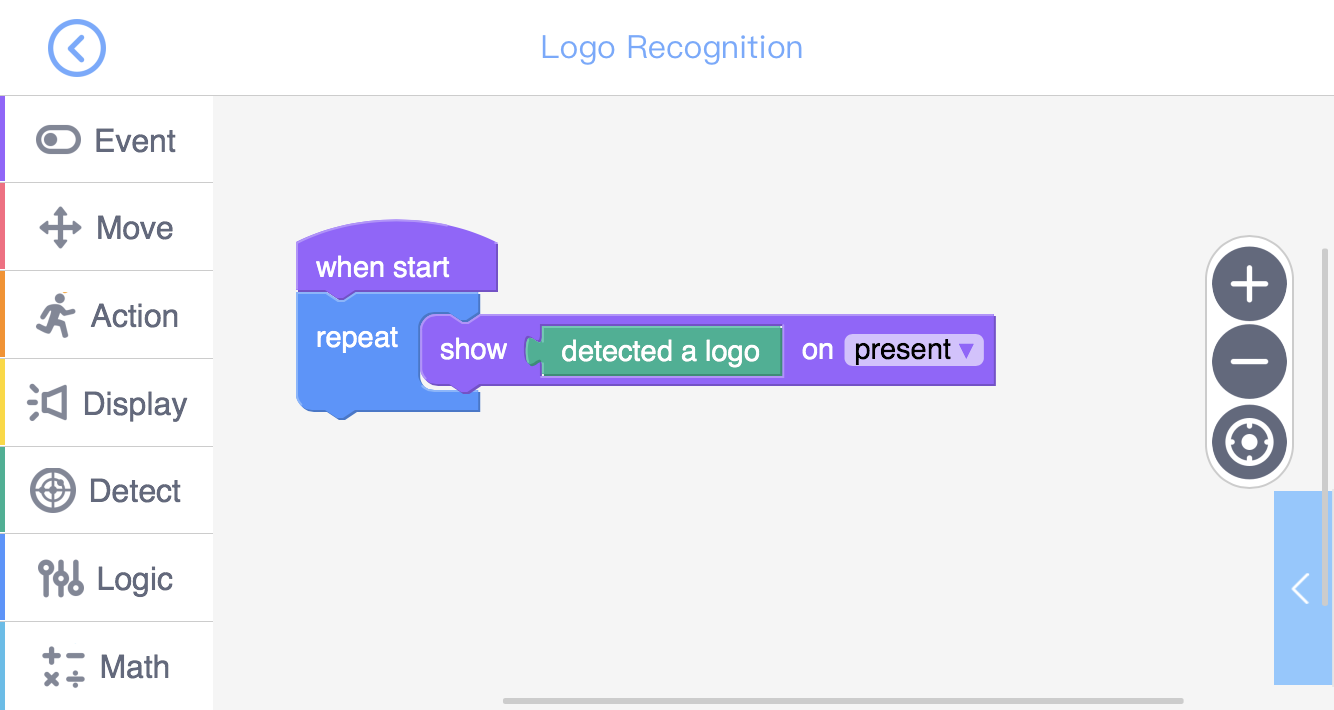 Logo Recognition
Event
Move
Action
Display
Detect
Logic
Math
when start
repeat
show detected a logo on present